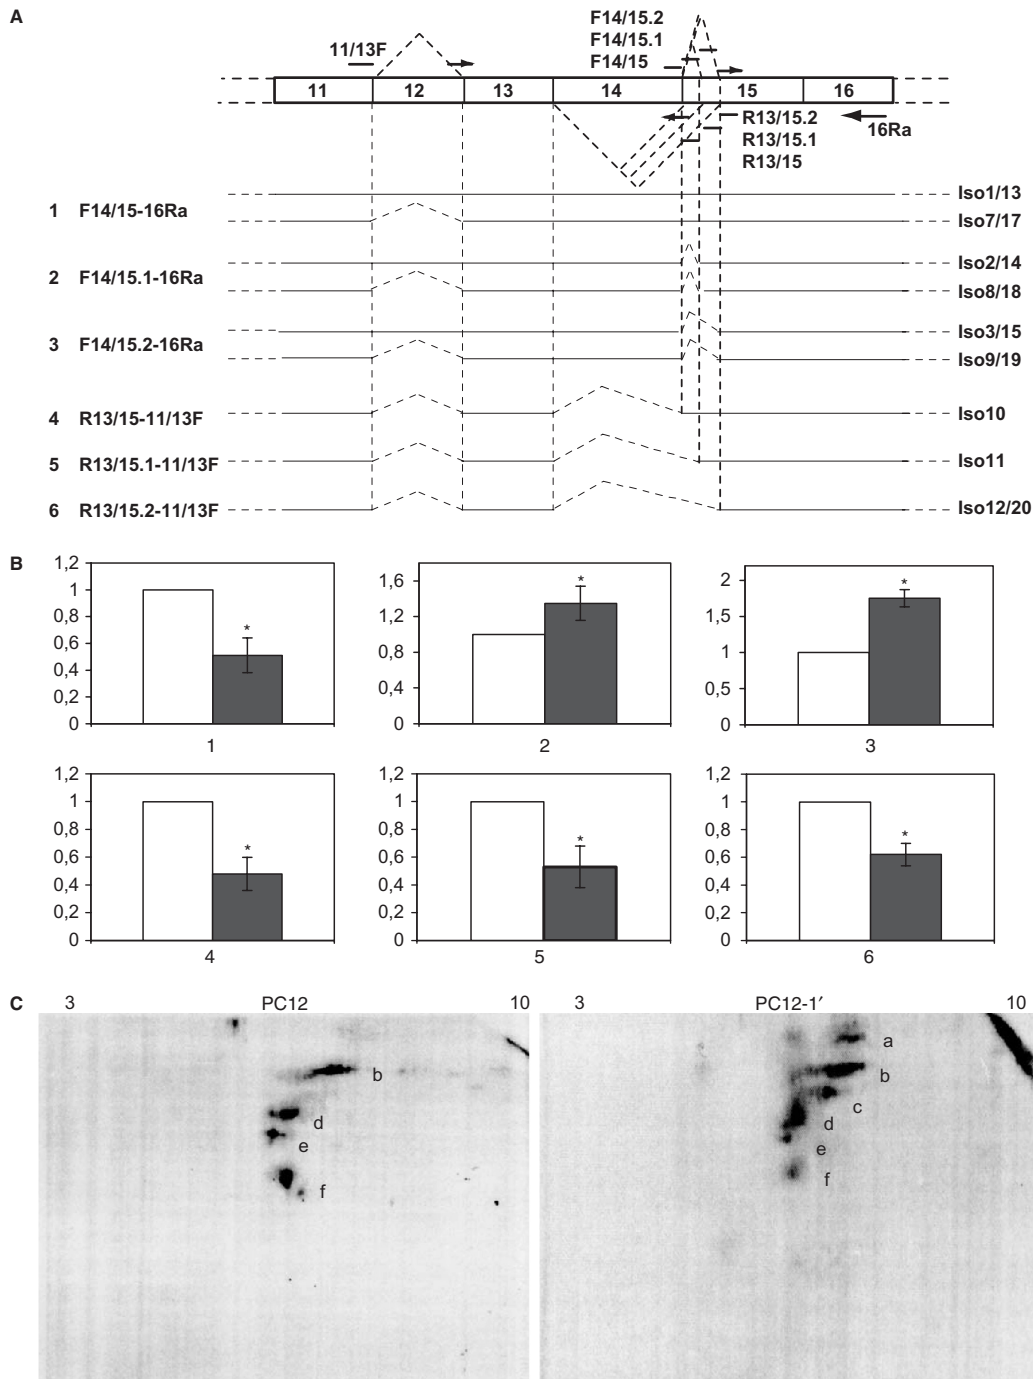 A
F14/15.2
F14/15.1
F14/15
11/13F
11 12 13 14 15 16
R13/15.2
R13/15.1
R13/15
16Ra
Iso1/13
1 F14/15-16Ra
Iso7/17
Iso2/14
2 F14/15.1-16Ra
Iso8/18
Iso3/15
3 F14/15.2-16Ra
Iso9/19
4 R13/15-11/13F Iso10
5 R13/15.1-11/13F Iso11
6 R13/15.2-11/13F Iso12/20
B
1,2
1
0,8
0,6
0,4
0,2
0
*
1
1,6
1,2
0,8
0,4
0
*
2
2
1,5
1
0,5
0
*
3
1,2
1
0,8
0,6
0,4
0,2
0
*
4
1,2
1
0,8
0,6
0,4
0,2
0
*
5
1,2
1
0,8
0,6
0,4
0,2
0
*
6
C
3 PC12 10
b
d
e
f
3 PC12-1′ 10
a
b
c
d
e
f